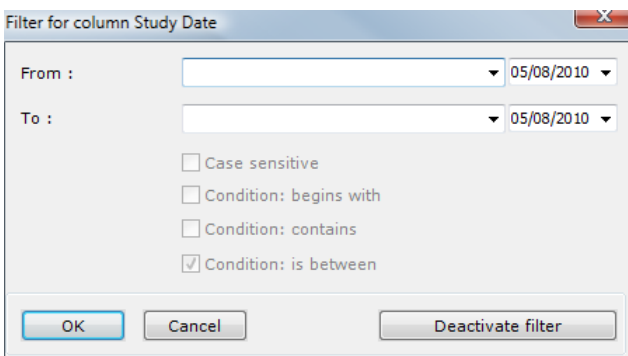 Filter for column Study Date
From :
05/08/2010
To :
05/08/2010
Case sensitive
Condition: begins with
Condition: contains
Condition: is between
OK
Cancel
Deactivate filter